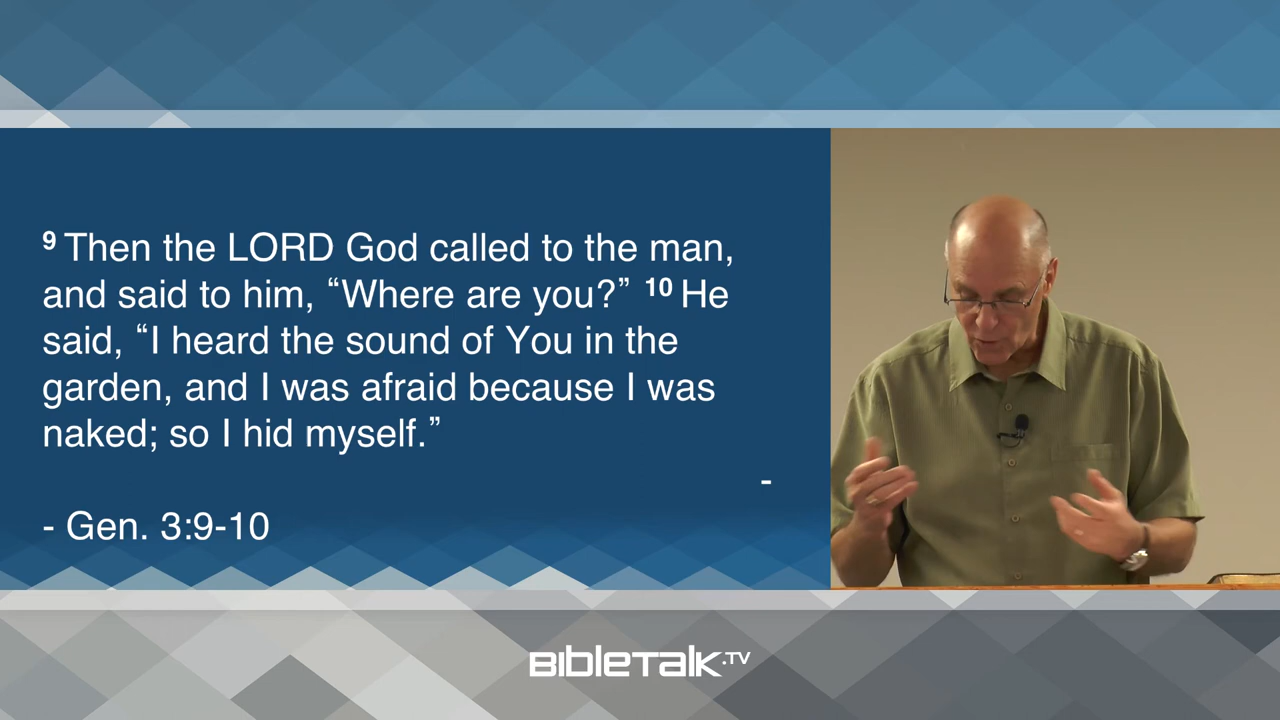 9 Then the LORD God called to the man,
and said to him, “Where are you?” 10 He
said, “I heard the sound of You in the
garden, and I was afraid because I was
naked; so I hid myself.”
-
- Gen. 3:9-10
BIBLETALK.TV